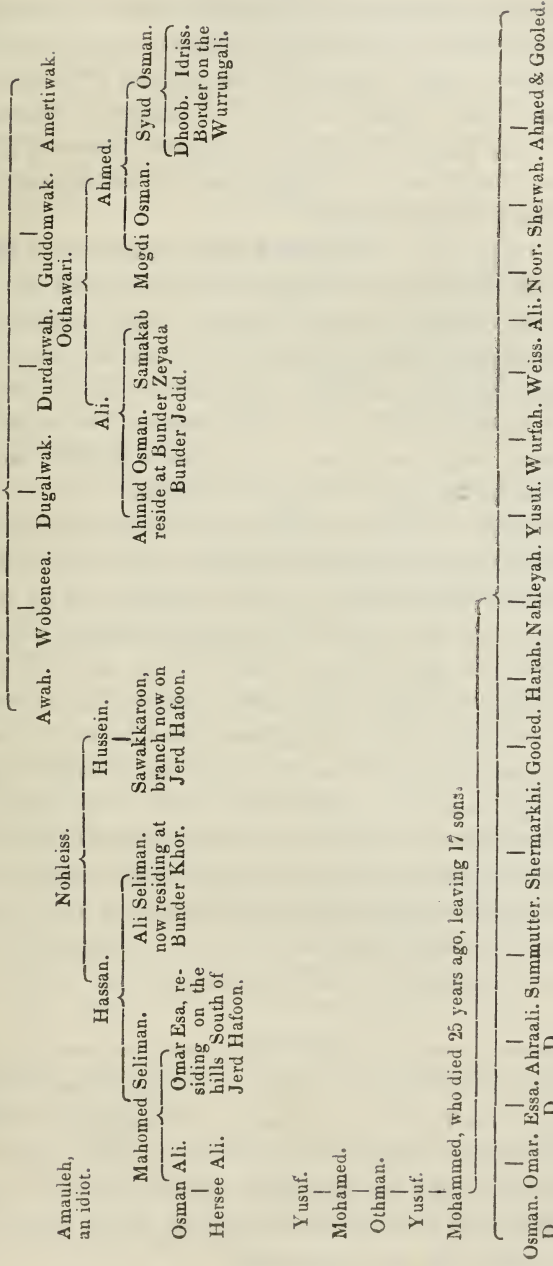 Awah. Wobeneea. Dugalwak. Durdarwah. Guddomwak. Amertiwak.
Amauleh,
an idiot.
Nohleiss.
Oothawari.
Hassan.
Hussein.
Ali.
Ahmed.
Mahomed Seliman.
Ali Seliman.
now residing at
Bunder Khor.
Sawakkaroon,
branch now on
Jerd Hafoon.
Ahmud Osman. Samakab
reside at Bunder Zeyada
Bunder Jedid.
Mogdi Osman. Syud Osman.
Dhoob. Idriss.
Border on the
Wurrungali.
Osman Ali.
Omar Esa, re-
siding on the
hills South of
Jerd Hafoon.
Hersee Ali.
Yusuf.
Mohamed.
Othman.
Yusuf.
Mohammed, who died 25 years ago, leaving 17 sons.
Osman. Omar. Essa. Ahraali. Summutter. Shermarkhi. Gooled. Harah. Nahleyah. Yusuf. Wurfah. Weiss. Ali. Noor. Sherwah. Ahmed & Gooled.
D D D